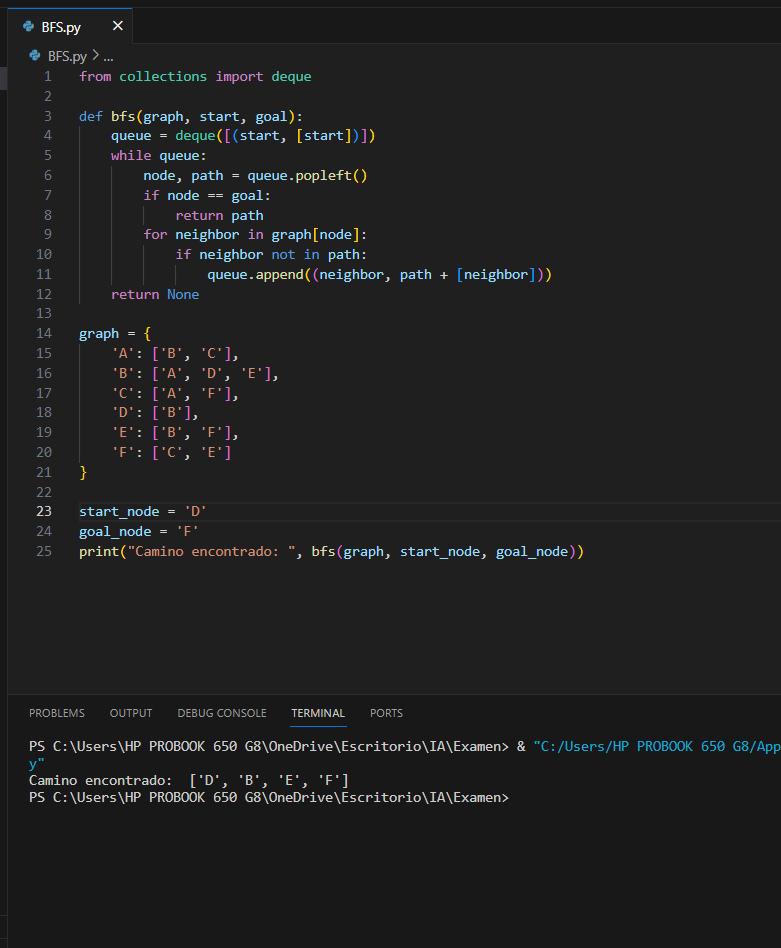 BFS.py ×
BFS.py > ...
1 from collections import deque
2
3 def bfs(graph, start, goal):
4     queue = deque([(start, [start])])
5     while queue:
6         node, path = queue.popleft()
7         if node == goal:
8             return path
9         for neighbor in graph[node]:
10             if neighbor not in path:
11                 queue.append((neighbor, path + [neighbor]))
12     return None
13
14 graph = {
15     'A': ['B', 'C'],
16     'B': ['A', 'D', 'E'],
17     'C': ['A', 'F'],
18     'D': ['B'],
19     'E': ['B', 'F'],
20     'F': ['C', 'E']
21 }
22
23 start_node = 'D'
24 goal_node = 'F'
25 print("Camino encontrado: ", bfs(graph, start_node, goal_node))
PROBLEMS OUTPUT DEBUG CONSOLE TERMINAL PORTS
PS C:\Users\HP PROBOOK 650 G8\OneDrive\Escritorio\IA\Examen> & "C:/Users/HP PROBOOK 650 G8/App
y"
Camino encontrado:  ['D', 'B', 'E', 'F']
PS C:\Users\HP PROBOOK 650 G8\OneDrive\Escritorio\IA\Examen>